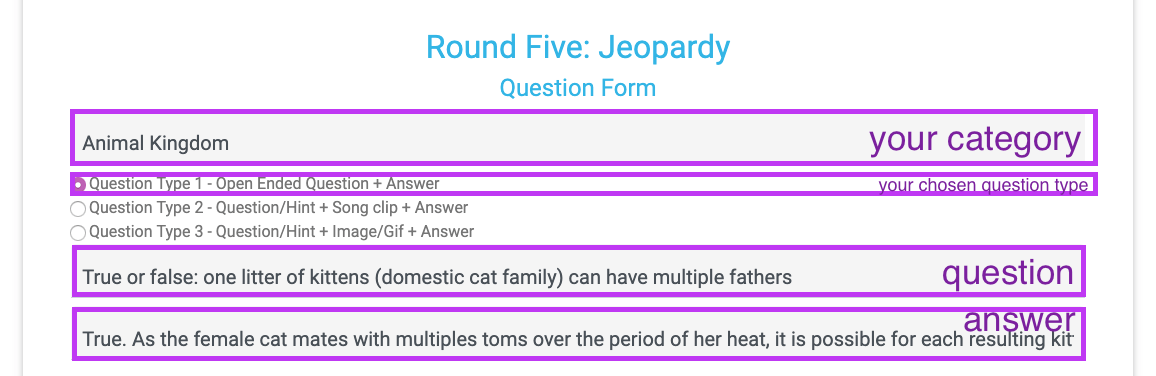 Round Five: Jeopardy
Question Form
Animal Kingdom your category
Question Type 1 - Open Ended Question + Answer your chosen question type
Question Type 2 - Question/Hint + Song clip + Answer
Question Type 3 - Question/Hint + Image/Gif + Answer
True or false: one litter of kittens (domestic cat family) can have multiple fathers question
answer
True. As the female cat mates with multiples toms over the period of her heat, it is possible for each resulting kit